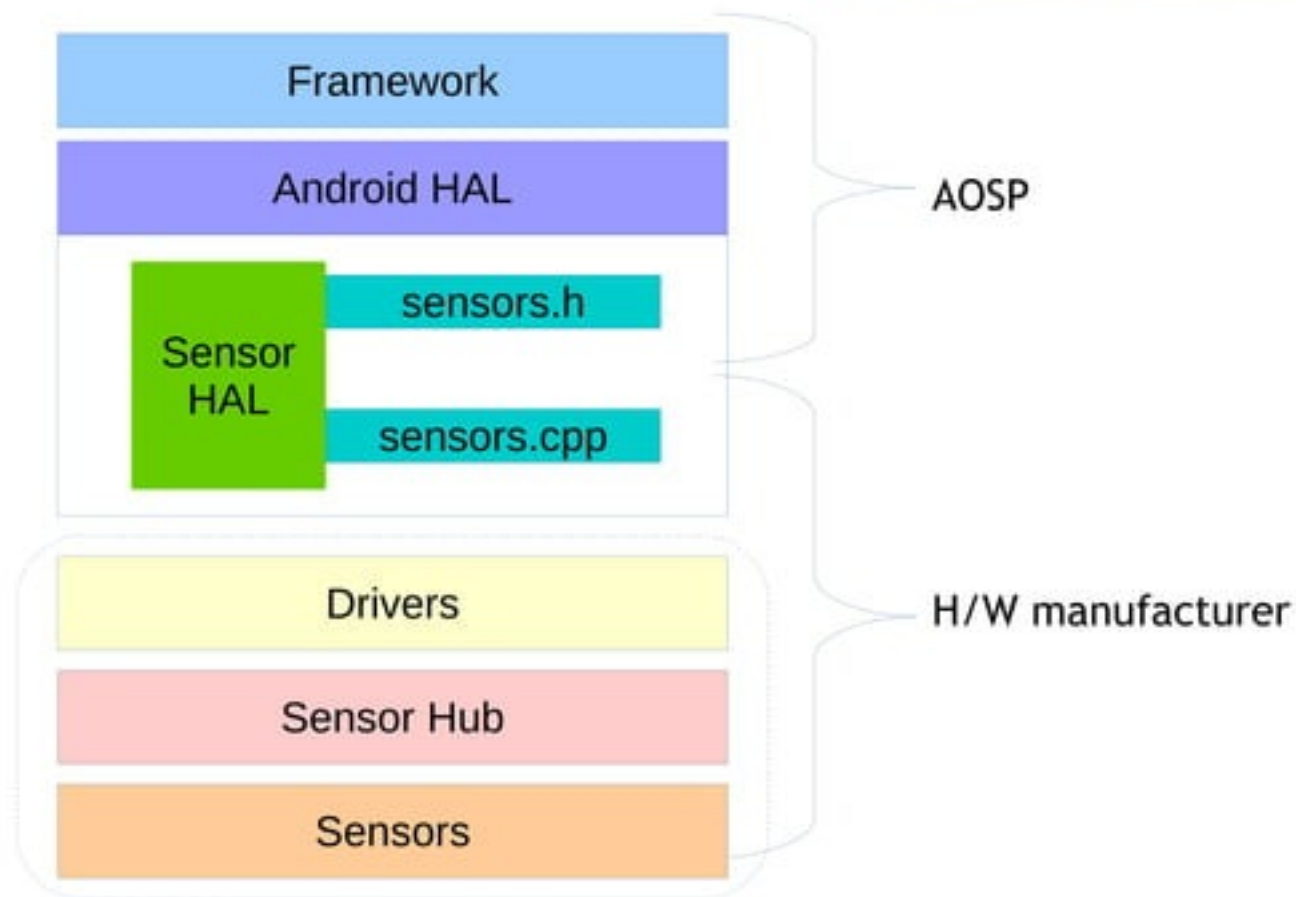 Framework
Android HAL
AOSP
sensors.h
Sensor
HAL
sensors.cpp
Drivers
H/W manufacturer
Sensor Hub
Sensors